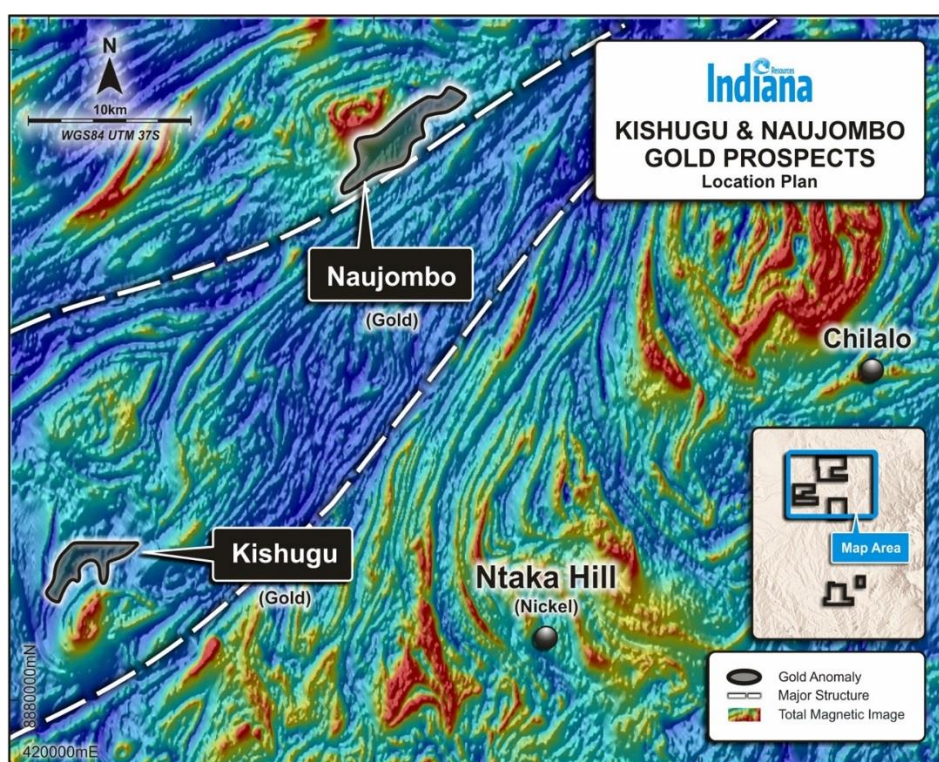 N
10km
WGS84 UTM 37S
Indiana
Resources
KISHUGU & NAUJOMBO
GOLD PROSPECTS
Location Plan
Naujombo
(Gold)
Chilalo
Map Area
Kishugu
(Gold)
Ntaka Hill
(Nickel)
Gold Anomaly
Major Structure
Total Magnetic Image
8880000mN
420000mE